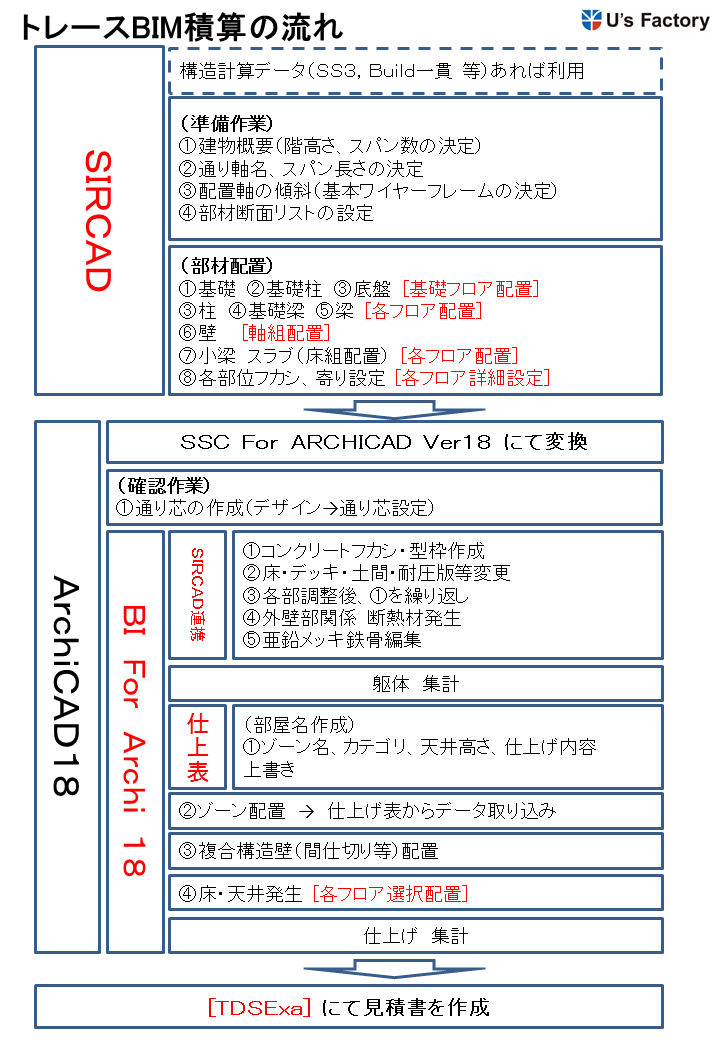 トレースBIM積算の流れ
U's Factory
SIRCAD
構造計算データ(SS3, Build一貫 等)あれば利用
(準備作業)
①建物概要(階高さ、スパン数の決定)
②通り軸名、スパン長さの決定
③配置軸の傾斜(基本ワイヤーフレームの決定)
④部材断面リストの設定
(部材配置)
①基礎 ②基礎柱 ③底盤 [基礎フロア配置]
③柱 ④基礎梁 ⑤梁 [各フロア配置]
⑥壁 [軸組配置]
⑦小梁 スラブ(床組配置) [各フロア配置]
⑧各部位フカシ、寄り設定 [各フロア詳細設定]
ArchiCAD18
SSC For ARCHICAD Ver18 にて変換
(確認作業)
①通り芯の作成(デザイン→通り芯設定)
BI For Archi 18
SIRCAD連携
①コンクリートフカシ・型枠作成
②床・デッキ・土間・耐圧版等変更
③各部調整後、①を繰り返し
④外壁部関係 断熱材発生
⑤亜鉛メッキ鉄骨編集
躯体 集計
仕上表
(部屋名作成)
①ゾーン名、カテゴリ、天井高さ、仕上げ内容
上書き
②ゾーン配置 → 仕上げ表からデータ取り込み
③複合構造壁(間仕切り等)配置
④床・天井発生 [各フロア選択配置]
仕上げ 集計
[TDSExa] にて見積書を作成